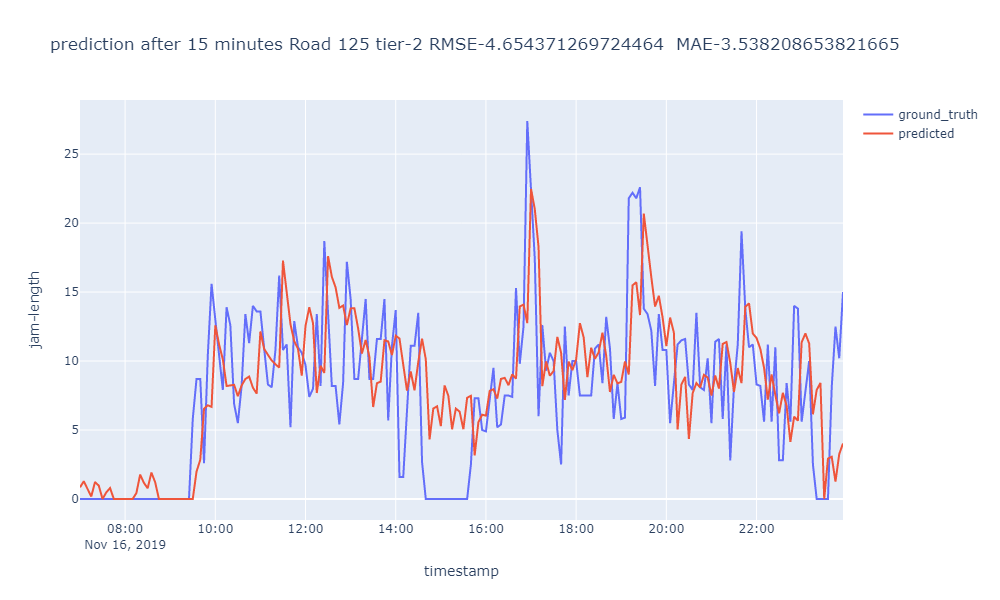 prediction after 15 minutes Road 125 tier-2 RMSE-4.654371269724464  MAE-3.538208653821665
ground_truth
predicted
25
20
15
10
5
0
jam-length
08:00 10:00 12:00 14:00 16:00 18:00 20:00 22:00
Nov 16, 2019
timestamp